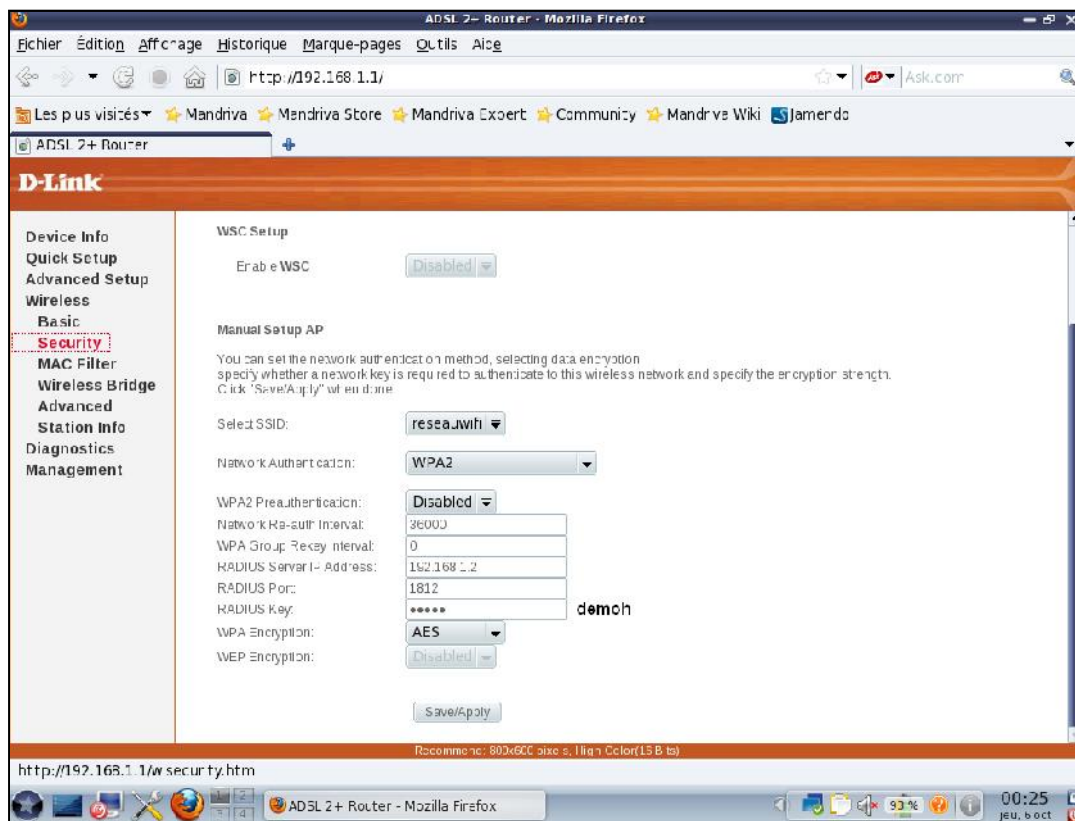 ADSL 2+ Router - Mozilla Firefox
Fichier Édition Affichage Historique Marque-pages Outils Aide
http://192.168.1.1/
Ask.com
Les plus visités Mandriva Mandriva Store Mandriva Expert Community Mandriva Wiki Jamendo
ADSL 2+ Router
D-Link
Device Info
Quick Setup
Advanced Setup
Wireless
Basic
Security
MAC Filter
Wireless Bridge
Advanced
Station Info
Diagnostics
Management
WSC Setup
Enable WSC Disabled
Manual Setup AP
You can set the network authentication method, selecting data encryption
specify whether a network key is required to authenticate to this wireless network and specify the encryption strength.
Click "Save/Apply" when done
Select SSID: reseauwifi
Network Authentication: WPA2
WPA2 Preauthentication: Disabled
Network Re-auth Interval: 36000
WPA Group Rekey Interval: 0
RADIUS Server IP Address: 192.168.1.2
RADIUS Port: 1812
RADIUS Key: ••••• demoh
WPA Encryption: AES
WEP Encryption: Disabled
Save/Apply
Recommend: 800x600 pixels, High Color(16 Bits)
http://192.168.1.1/wlsecurity.htm
1 2
3 4
ADSL 2+ Router - Mozilla Firefox
93 %
00:25
jeu, 6 oct